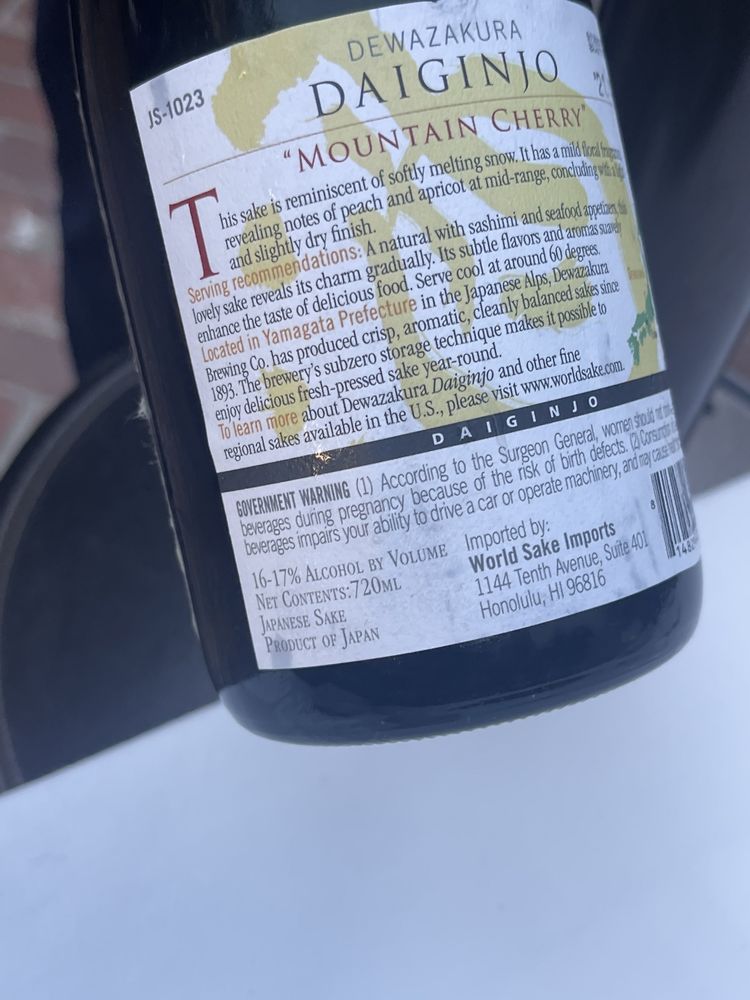 DEWAZAKURA
DAIGINJO
JS-1023
"MOUNTAIN CHERRY"
This sake is reminiscent of softly melting snow. It has a mild floral
revealing notes of peach and apricot at mid-range, concluding with a
and slightly dry finish.
Serving recommendations: A natural with sashimi and seafood appetizers, this
lovely sake reveals its charm gradually. Its subtle flavors and aromas suavely
enhance the taste of delicious food. Serve cool at around 60 degrees.
Located in Yamagata Prefecture in the Japanese Alps, Dewazakura
Brewing Co. has produced crisp, aromatic, cleanly balanced sakes since
1893. The brewery's subzero storage technique makes it possible to
enjoy delicious fresh-pressed sake year-round.
To learn more about Dewazakura Daiginjo and other fine
regional sakes available in the U.S., please visit www.worldsake.com.
DAIGINJO
GOVERNMENT WARNING (1) According to the Surgeon General, women should not
beverages during pregnancy because of the risk of birth defects. (2) Consumption
beverages impairs your ability to drive a car or operate machinery, and may cause
16-17% ALCOHOL BY VOLUME
NET CONTENTS:720ML
JAPANESE SAKE
PRODUCT OF JAPAN
Imported by:
World Sake Imports
1144 Tenth Avenue, Suite 401
Honolulu, HI 96816
8